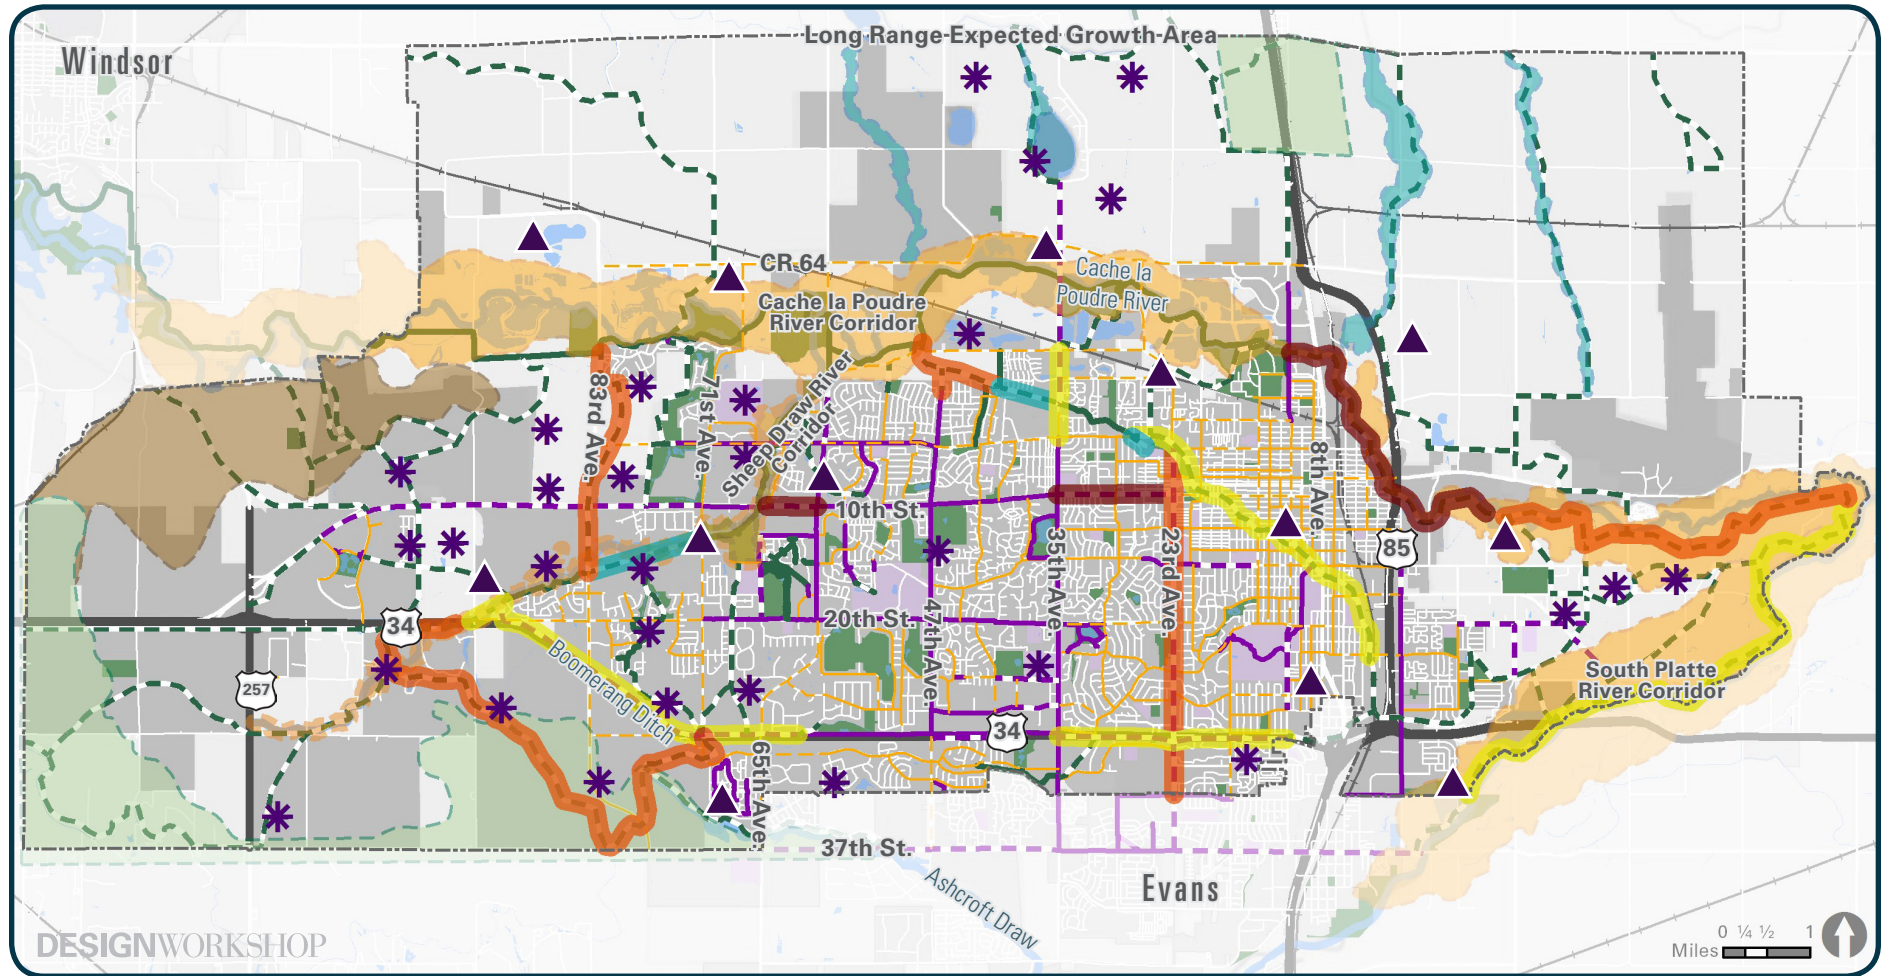 Long Range Expected Growth Area
Windsor
CR 64
Cache la
Poudre River
Cache la Poudre
River Corridor
83rd Ave.
71st Ave.
Sheep Draw River
Corridor
8th Ave.
10th St.
35th Ave.
23rd Ave.
85
34
20th St.
47th Ave.
Boomerang Ditch
257
South Platte
River Corridor
34
65th Ave.
37th St.
Ashcroft Draw
Evans
DESIGNWORKSHOP
0 ¼ ½ 1
Miles